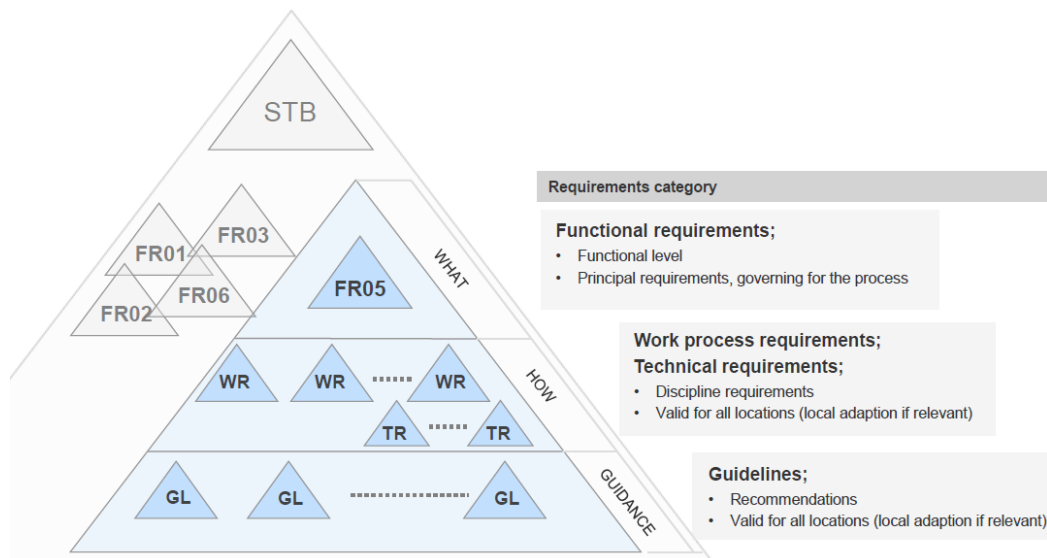 STB
FR03
FR01
FR06
FR02
FR05
WHAT
WR
WR
WR
HOW
TR
TR
GL
GL
GL
GUIDANCE
Requirements category
Functional requirements;
• Functional level
• Principal requirements, governing for the process
Work process requirements;
Technical requirements;
• Discipline requirements
• Valid for all locations (local adaption if relevant)
Guidelines;
• Recommendations
• Valid for all locations (local adaption if relevant)